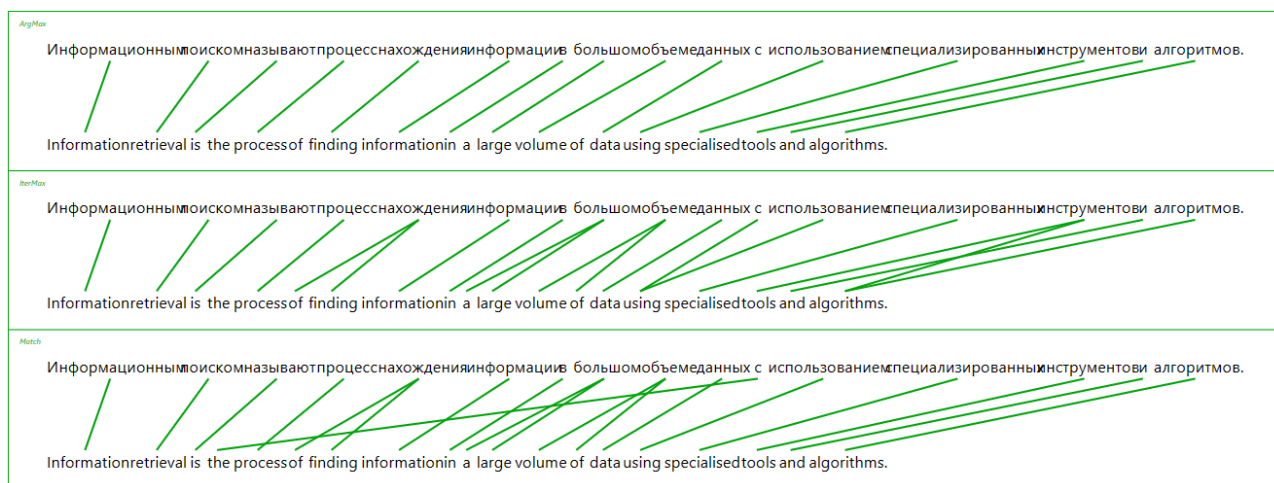 ArgMax
Информационным поиском называют процесс нахождения информации в большом объеме данных с использованием специализированных инструментов и алгоритмов.
Information retrieval is the process of finding information in a large volume of data using specialised tools and algorithms.
IterMax
Информационным поиском называют процесс нахождения информации в большом объеме данных с использованием специализированных инструментов и алгоритмов.
Information retrieval is the process of finding information in a large volume of data using specialised tools and algorithms.
Match
Информационным поиском называют процесс нахождения информации в большом объеме данных с использованием специализированных инструментов и алгоритмов.
Information retrieval is the process of finding information in a large volume of data using specialised tools and algorithms.